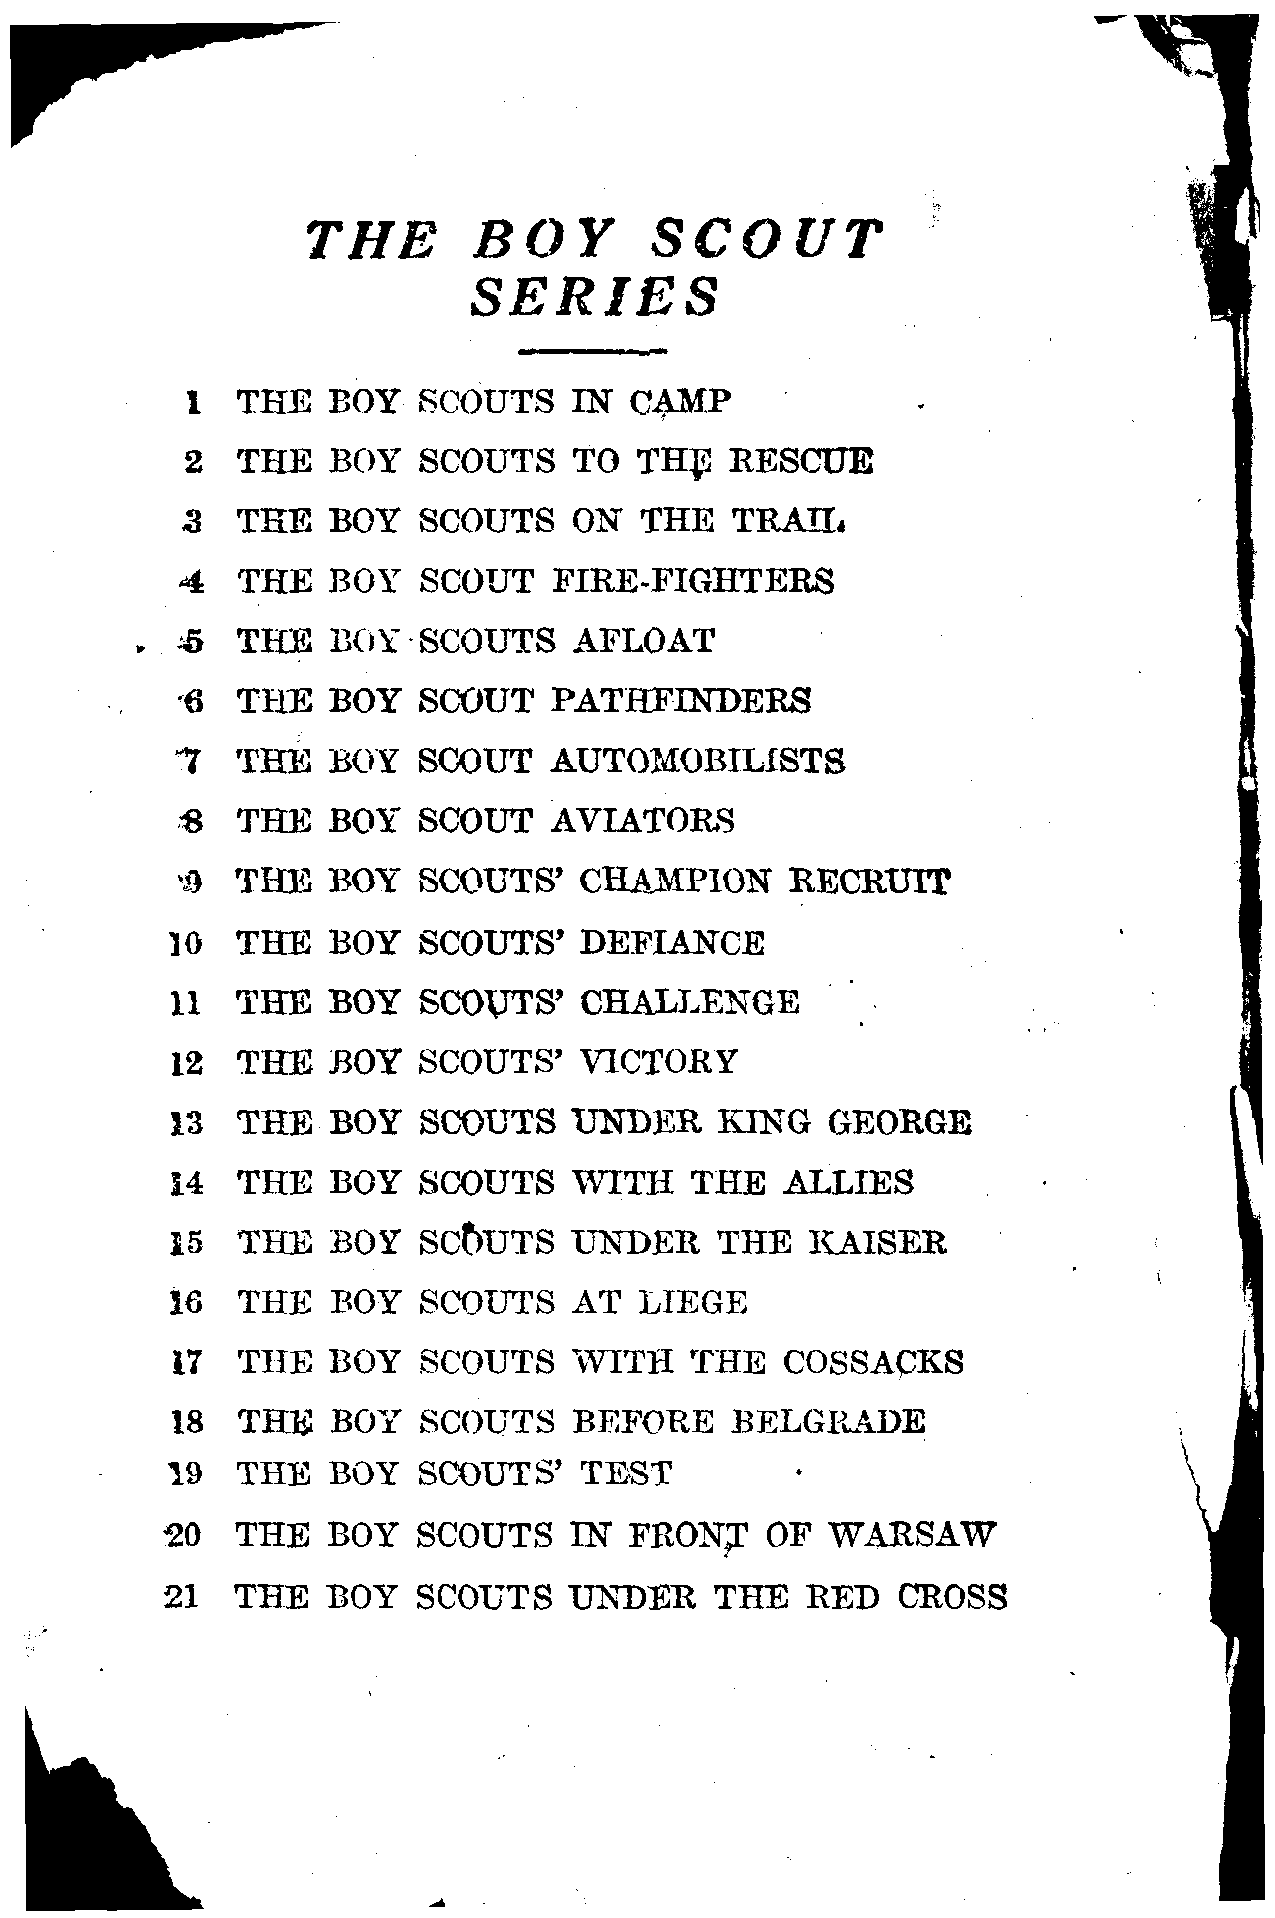 THE BOY SCOUT
SERIES
1 THE BOY SCOUTS IN CAMP
2 THE BOY SCOUTS TO THE RESCUE
3 THE BOY SCOUTS ON THE TRAIL
4 THE BOY SCOUT FIRE-FIGHTERS
5 THE BOY SCOUTS AFLOAT
6 THE BOY SCOUT PATHFINDERS
7 THE BOY SCOUT AUTOMOBILISTS
8 THE BOY SCOUT AVIATORS
9 THE BOY SCOUTS' CHAMPION RECRUIT
10 THE BOY SCOUTS' DEFIANCE
11 THE BOY SCOUTS' CHALLENGE
12 THE BOY SCOUTS' VICTORY
13 THE BOY SCOUTS UNDER KING GEORGE
14 THE BOY SCOUTS WITH THE ALLIES
15 THE BOY SCOUTS UNDER THE KAISER
16 THE BOY SCOUTS AT LIEGE
17 THE BOY SCOUTS WITH THE COSSACKS
18 THE BOY SCOUTS BEFORE BELGRADE
19 THE BOY SCOUTS' TEST
20 THE BOY SCOUTS IN FRONT OF WARSAW
21 THE BOY SCOUTS UNDER THE RED CROSS